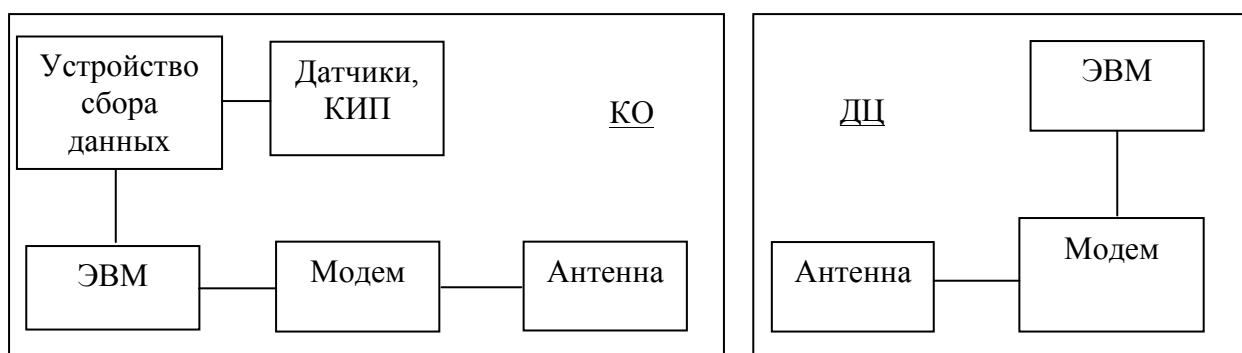 Устройство
сбора
данных
Датчики,
КИП
КО
ЭВМ
Модем
Антенна
ДЦ
ЭВМ
Антенна
Модем